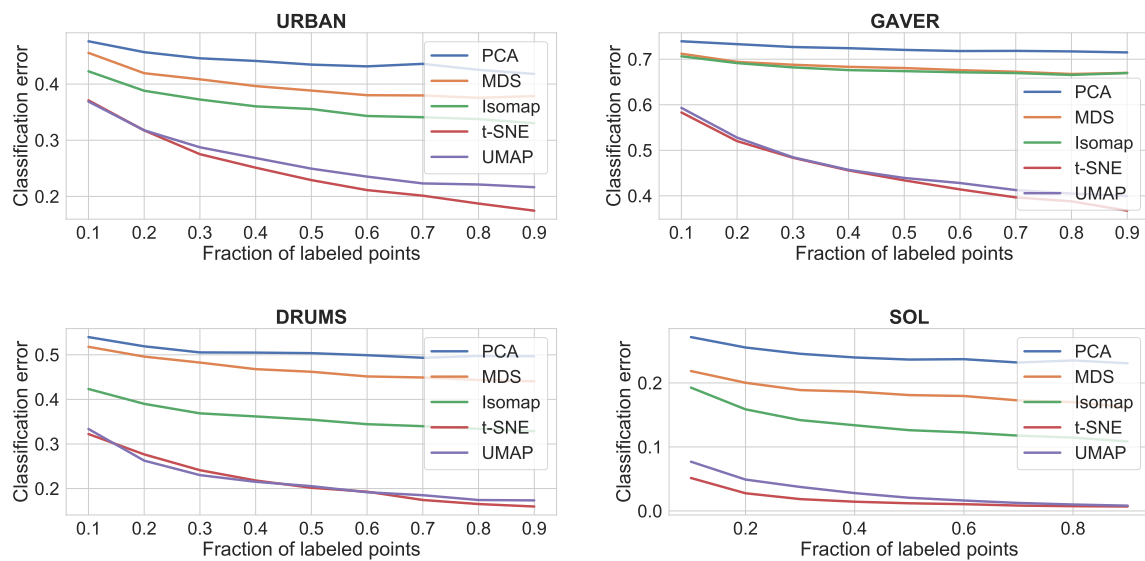 URBAN
Classification error
0.4
0.3
0.2
0.1 0.2 0.3 0.4 0.5 0.6 0.7 0.8 0.9
Fraction of labeled points
PCA
MDS
Isomap
t-SNE
UMAP
GAVER
Classification error
0.7
0.6
0.5
0.4
0.1 0.2 0.3 0.4 0.5 0.6 0.7 0.8 0.9
Fraction of labeled points
PCA
MDS
Isomap
t-SNE
UMAP
DRUMS
Classification error
0.5
0.4
0.3
0.2
0.1 0.2 0.3 0.4 0.5 0.6 0.7 0.8 0.9
Fraction of labeled points
PCA
MDS
Isomap
t-SNE
UMAP
SOL
Classification error
0.2
0.1
0.0
0.2 0.4 0.6 0.8
Fraction of labeled points
PCA
MDS
Isomap
t-SNE
UMAP